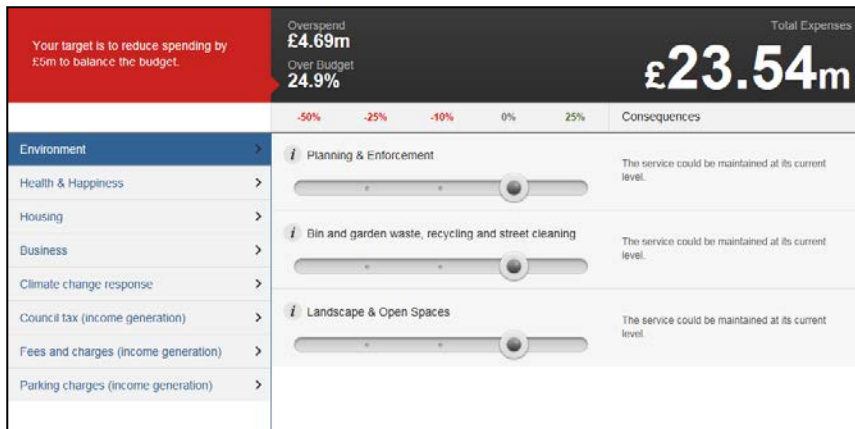 Your target is to reduce spending by
£5m to balance the budget.
Overspend
£4.69m
Over Budget
24.9%
Total Expenses
£23.54m
-50% -25% -10% 0% 25% Consequences
Environment
Health & Happiness
Housing
Business
Climate change response
Council tax (income generation)
Fees and charges (income generation)
Parking charges (income generation)
i Planning & Enforcement
The service could be maintained at its current
level.
i Bin and garden waste, recycling and street cleaning
The service could be maintained at its current
level.
i Landscape & Open Spaces
The service could be maintained at its current
level.